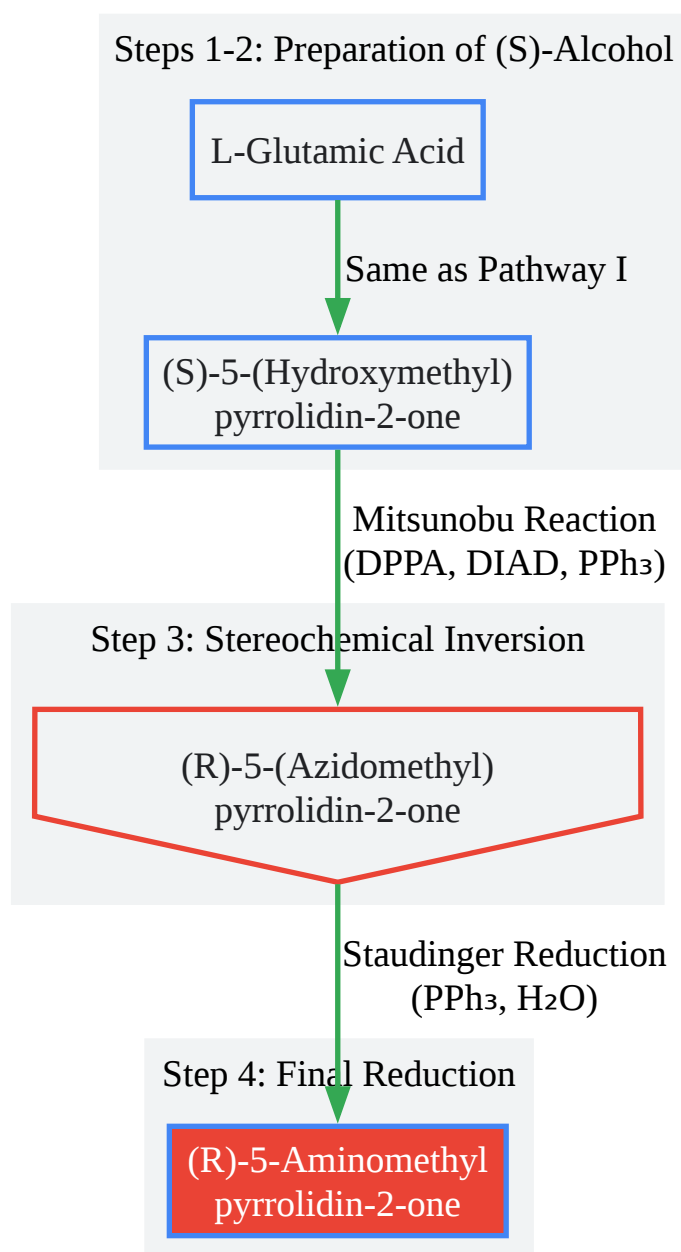 Steps 1-2: Preparation of (S)-Alcohol
L-Glutamic Acid
Same as Pathway I
(S)-5-(Hydroxymethyl)
pyrrolidin-2-one
Mitsunobu Reaction
(DPPA, DIAD, PPh₃)
Step 3: Stereochemical Inversion
(R)-5-(Azidomethyl)
pyrrolidin-2-one
Staudinger Reduction
(PPh₃, H₂O)
Step 4: Final Reduction
(R)-5-Aminomethyl
pyrrolidin-2-one